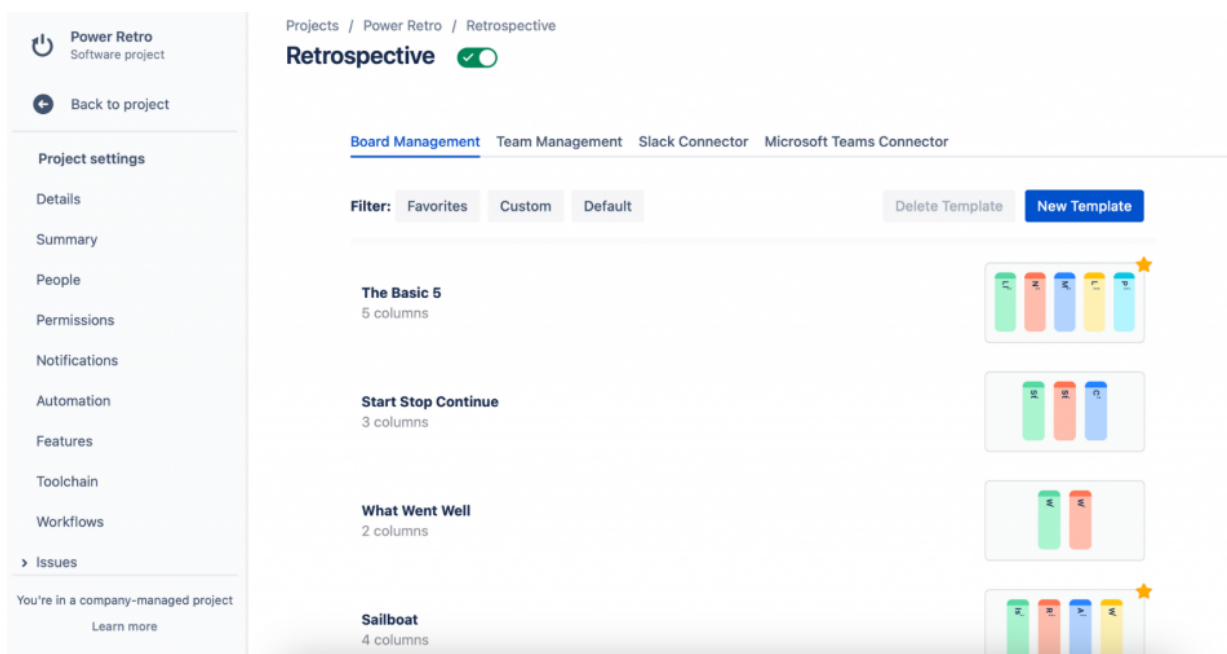 Power Retro
Software project
Back to project
Project settings
Details
Summary
People
Permissions
Notifications
Automation
Features
Toolchain
Workflows
Issues
You're in a company-managed project
Learn more
Projects / Power Retro / Retrospective
Retrospective
Board Management Team Management Slack Connector Microsoft Teams Connector
Filter: Favorites Custom Default Delete Template New Template
The Basic 5
5 columns
Start Stop Continue
3 columns
What Went Well
2 columns
Sailboat
4 columns